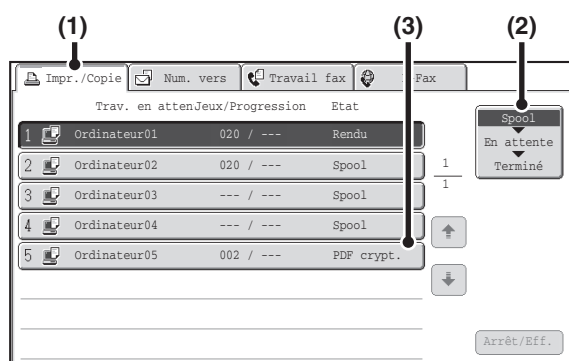 (1) (3) (2)
Impr./Copie Num. vers Travail fax Fax
Trav. en attenJeux/Progression Etat
1 Ordinateur01 020 / --- Rendu
2 Ordinateur02 020 / --- Spool
3 Ordinateur03 --- / --- Spool
4 Ordinateur04 --- / --- Spool
5 Ordinateur05 002 / --- PDF crypt.
1
1
Spool
En attente
Terminé
Arrêt/Eff.